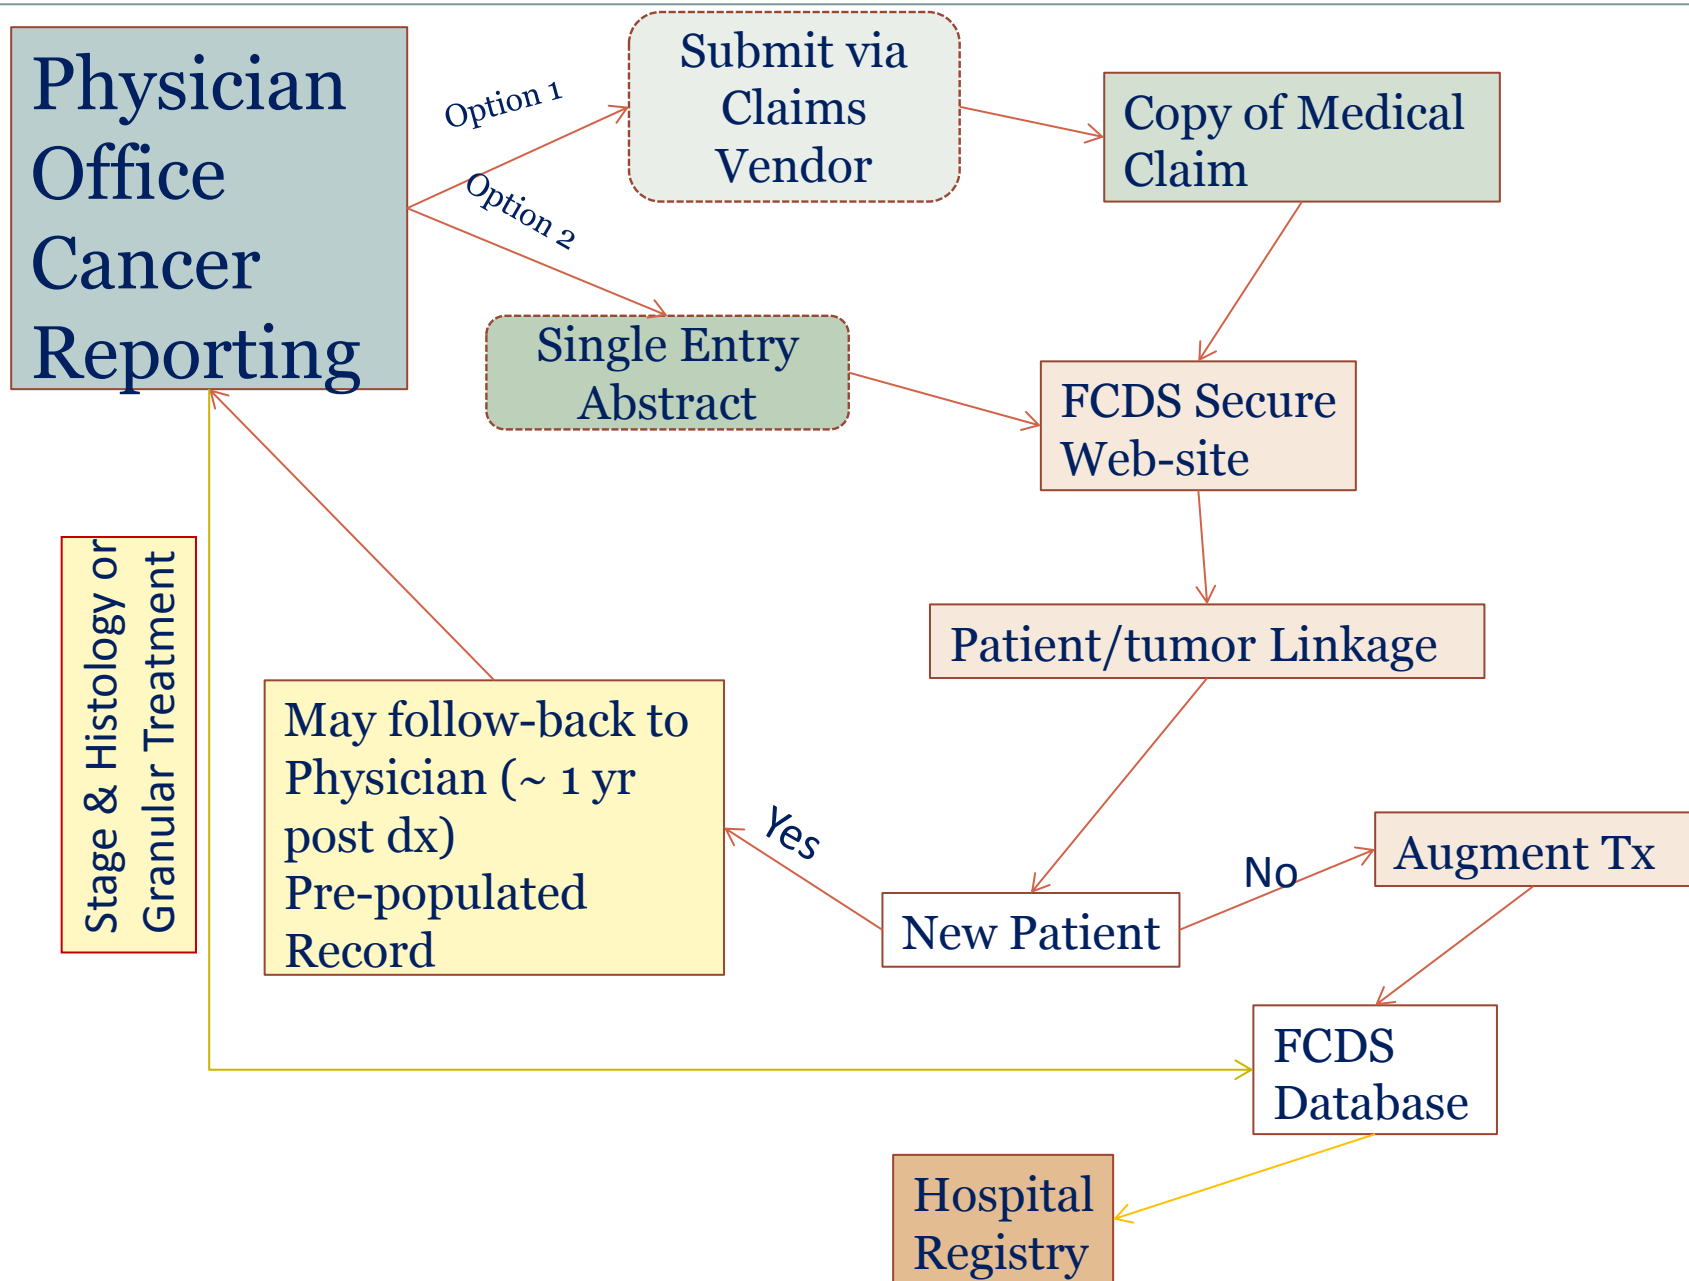 Physician
Office
Cancer
Reporting
Option 1
Option 2
Submit via
Claims
Vendor
Copy of Medical
Claim
Single Entry
Abstract
FCDS Secure
Web-site
Patient/tumor Linkage
Stage & Histology or
Granular Treatment
May follow-back to
Physician (~ 1 yr
post dx)
Pre-populated
Record
Yes
New Patient
No
Augment Tx
FCDS
Database
Hospital
Registry